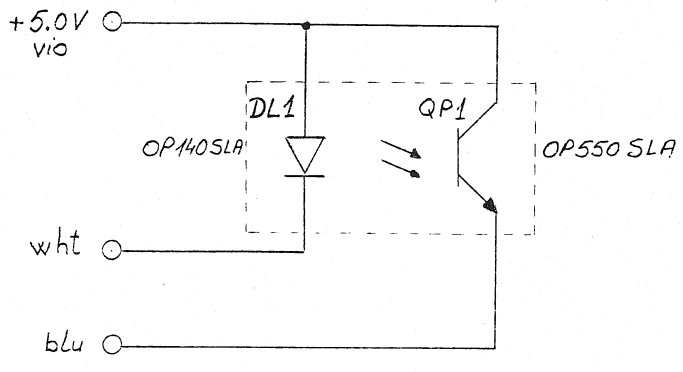 +5.0V
vio
DL1
QP1
OP140SLA
OP550SLA
wht
blu